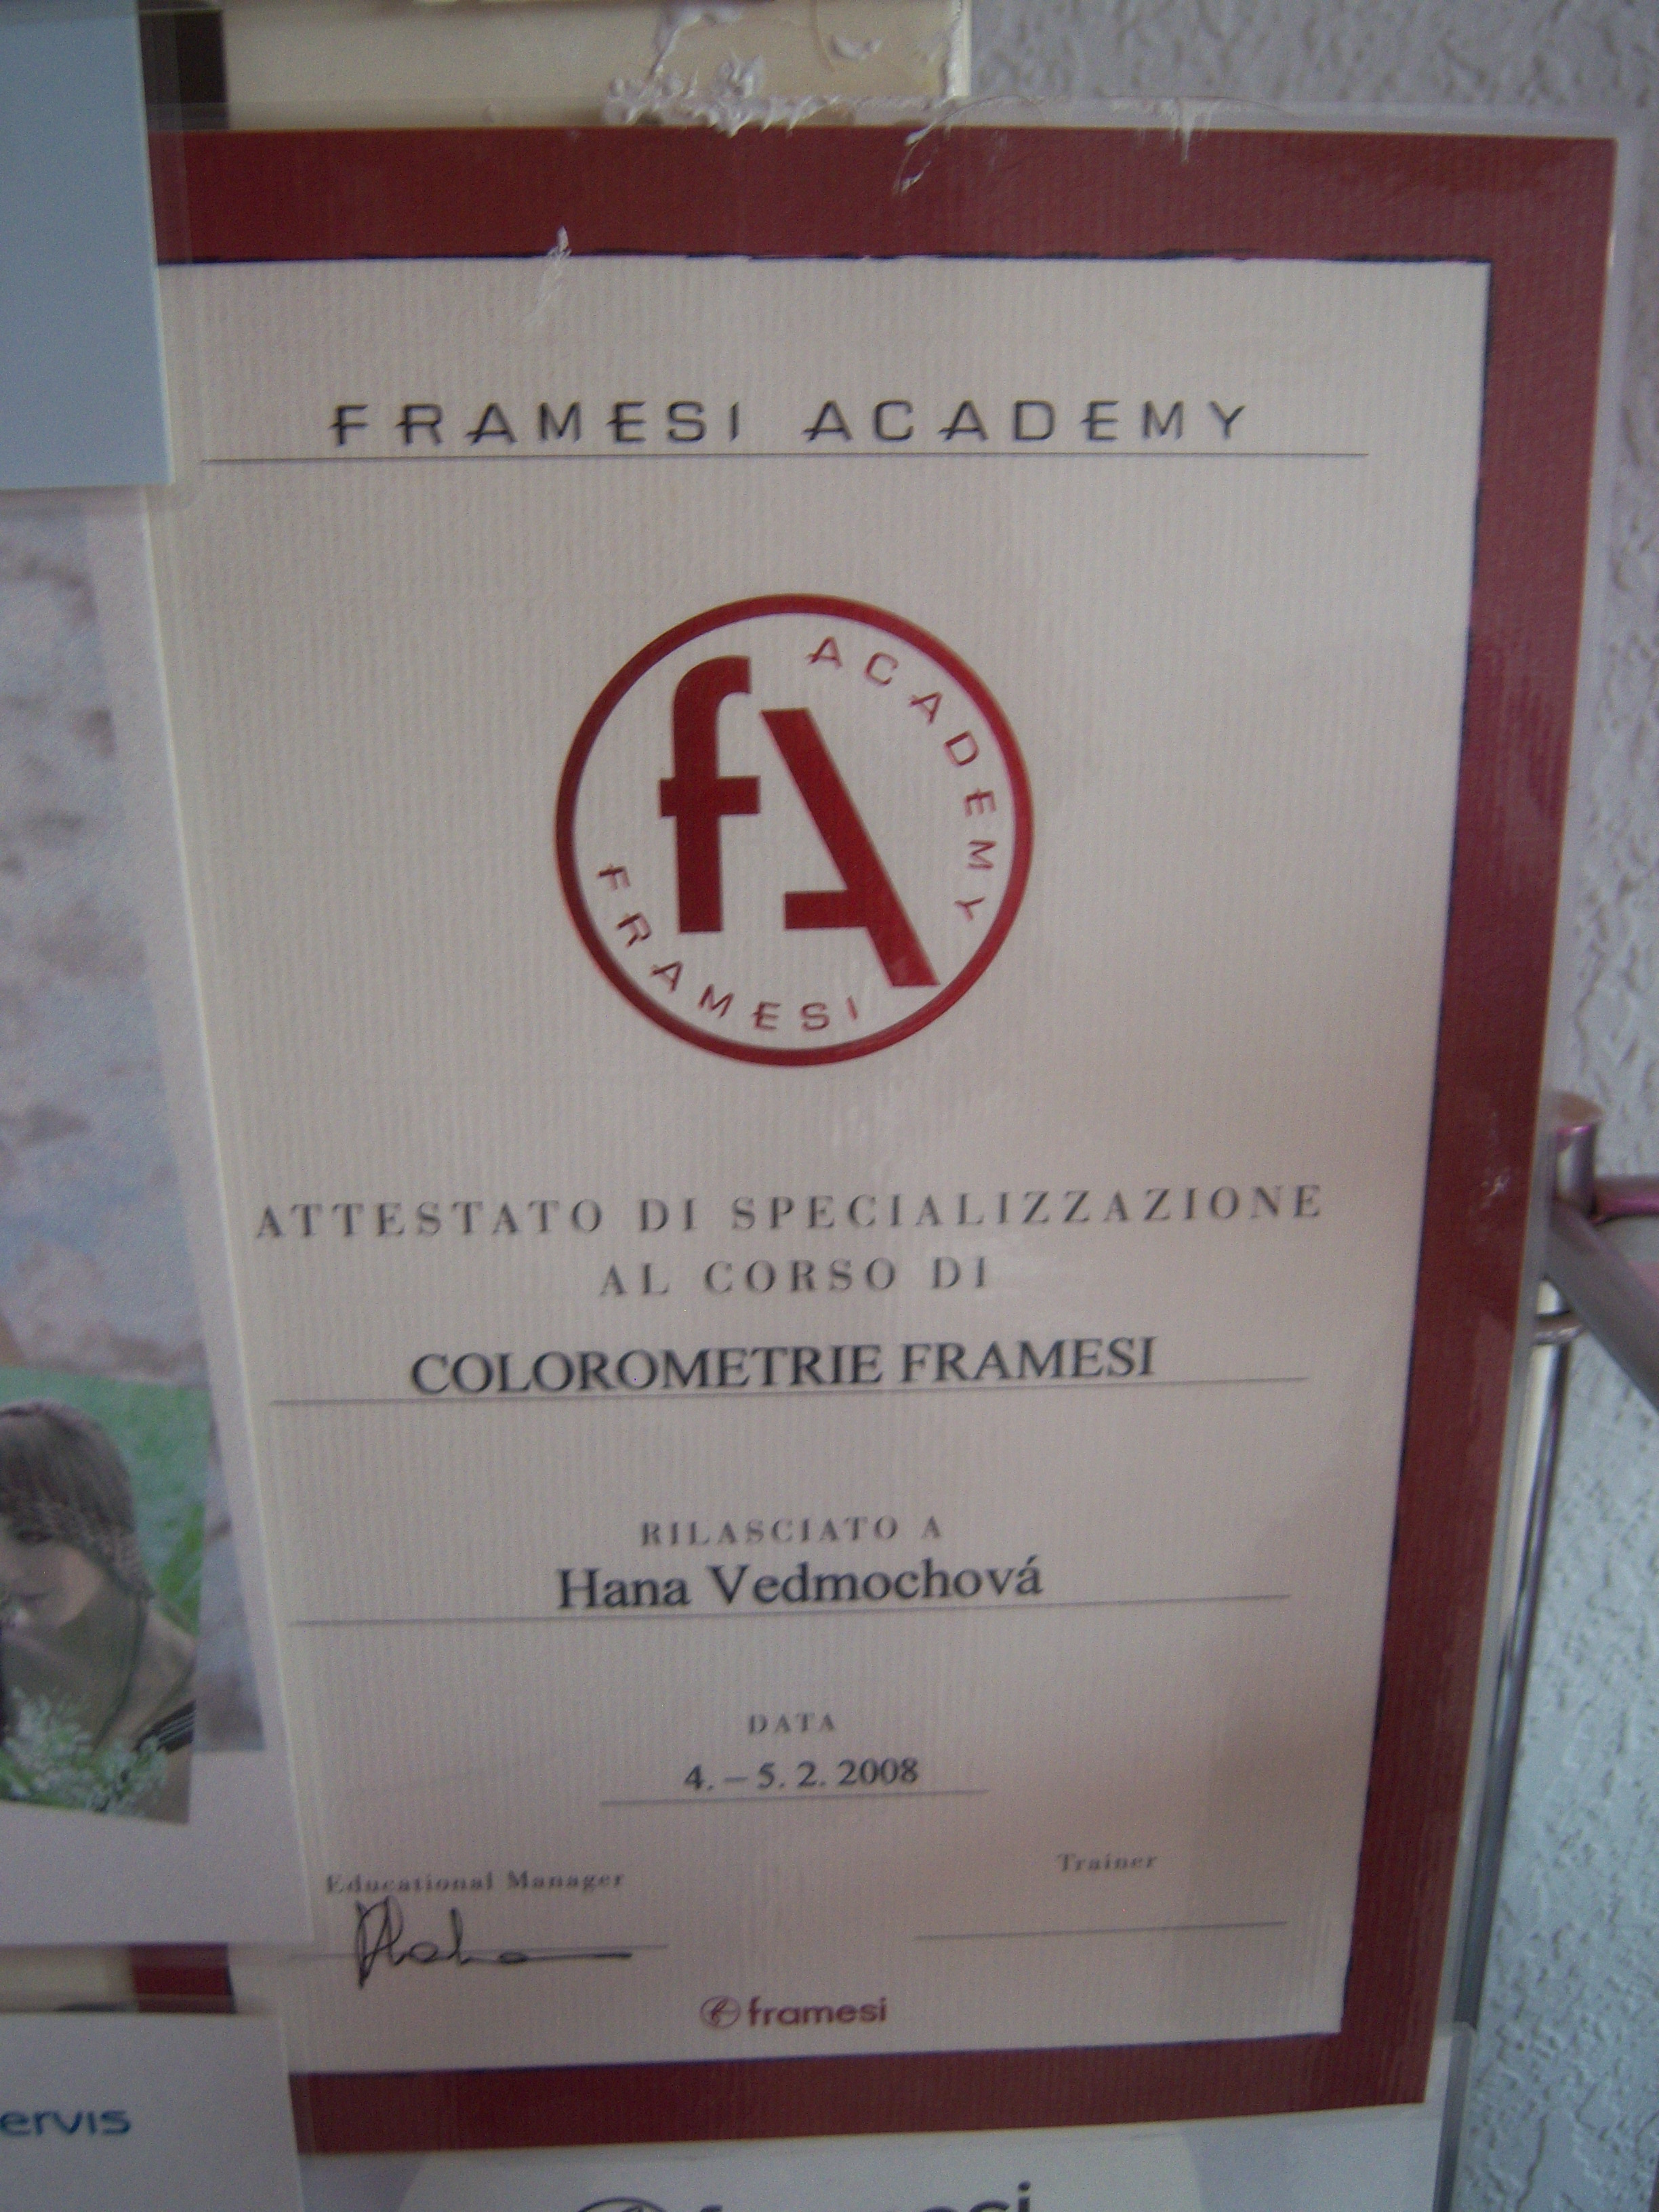 FRAMESI ACADEMY
fA
ACADEMY
FRAMESI
ATTESTATO DI SPECIALIZZAZIONE
AL CORSO DI
COLOROMETRIE FRAMESI
RILASCIATO A
Hana Vedmochová
DATA
4. – 5. 2. 2008
Educational Manager
Trainer
framesi
ervis